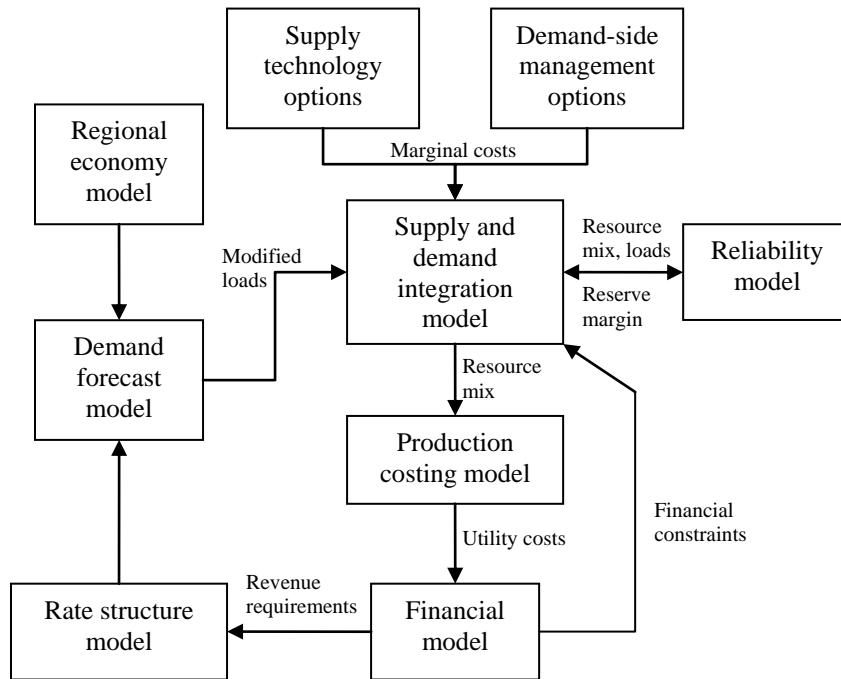 Supply
technology
options
Demand-side
management
options
Marginal costs
Regional
economy
model
Modified
loads
Supply and
demand
integration
model
Resource
mix, loads
Reserve
margin
Reliability
model
Demand
forecast
model
Resource
mix
Production
costing model
Financial
constraints
Utility costs
Revenue
requirements
Rate structure
model
Financial
model